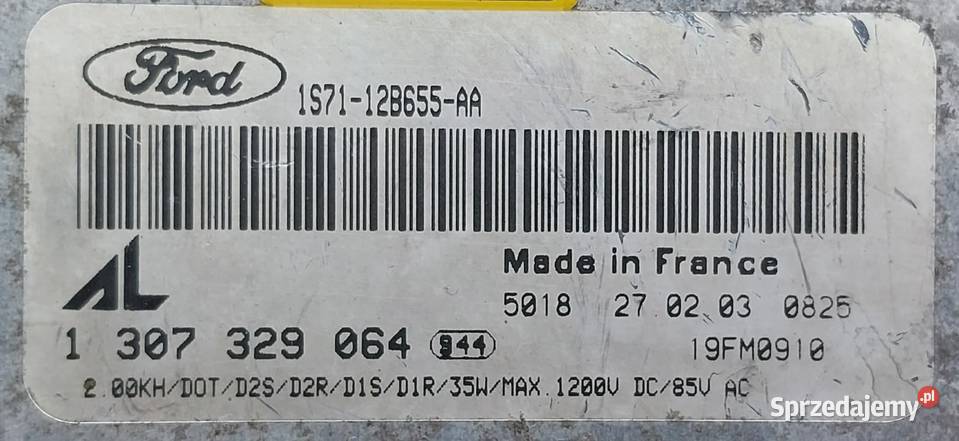 Ford
1S71-12B655-AA
AL
Made in France
5018 27 02 03 0825
1 307 329 064 944
19FM0910
2.00KH/DOT/D2S/D2R/D1S/D1R/35W/MAX.1200V DC/85V AC
Sprzedajemy.pl